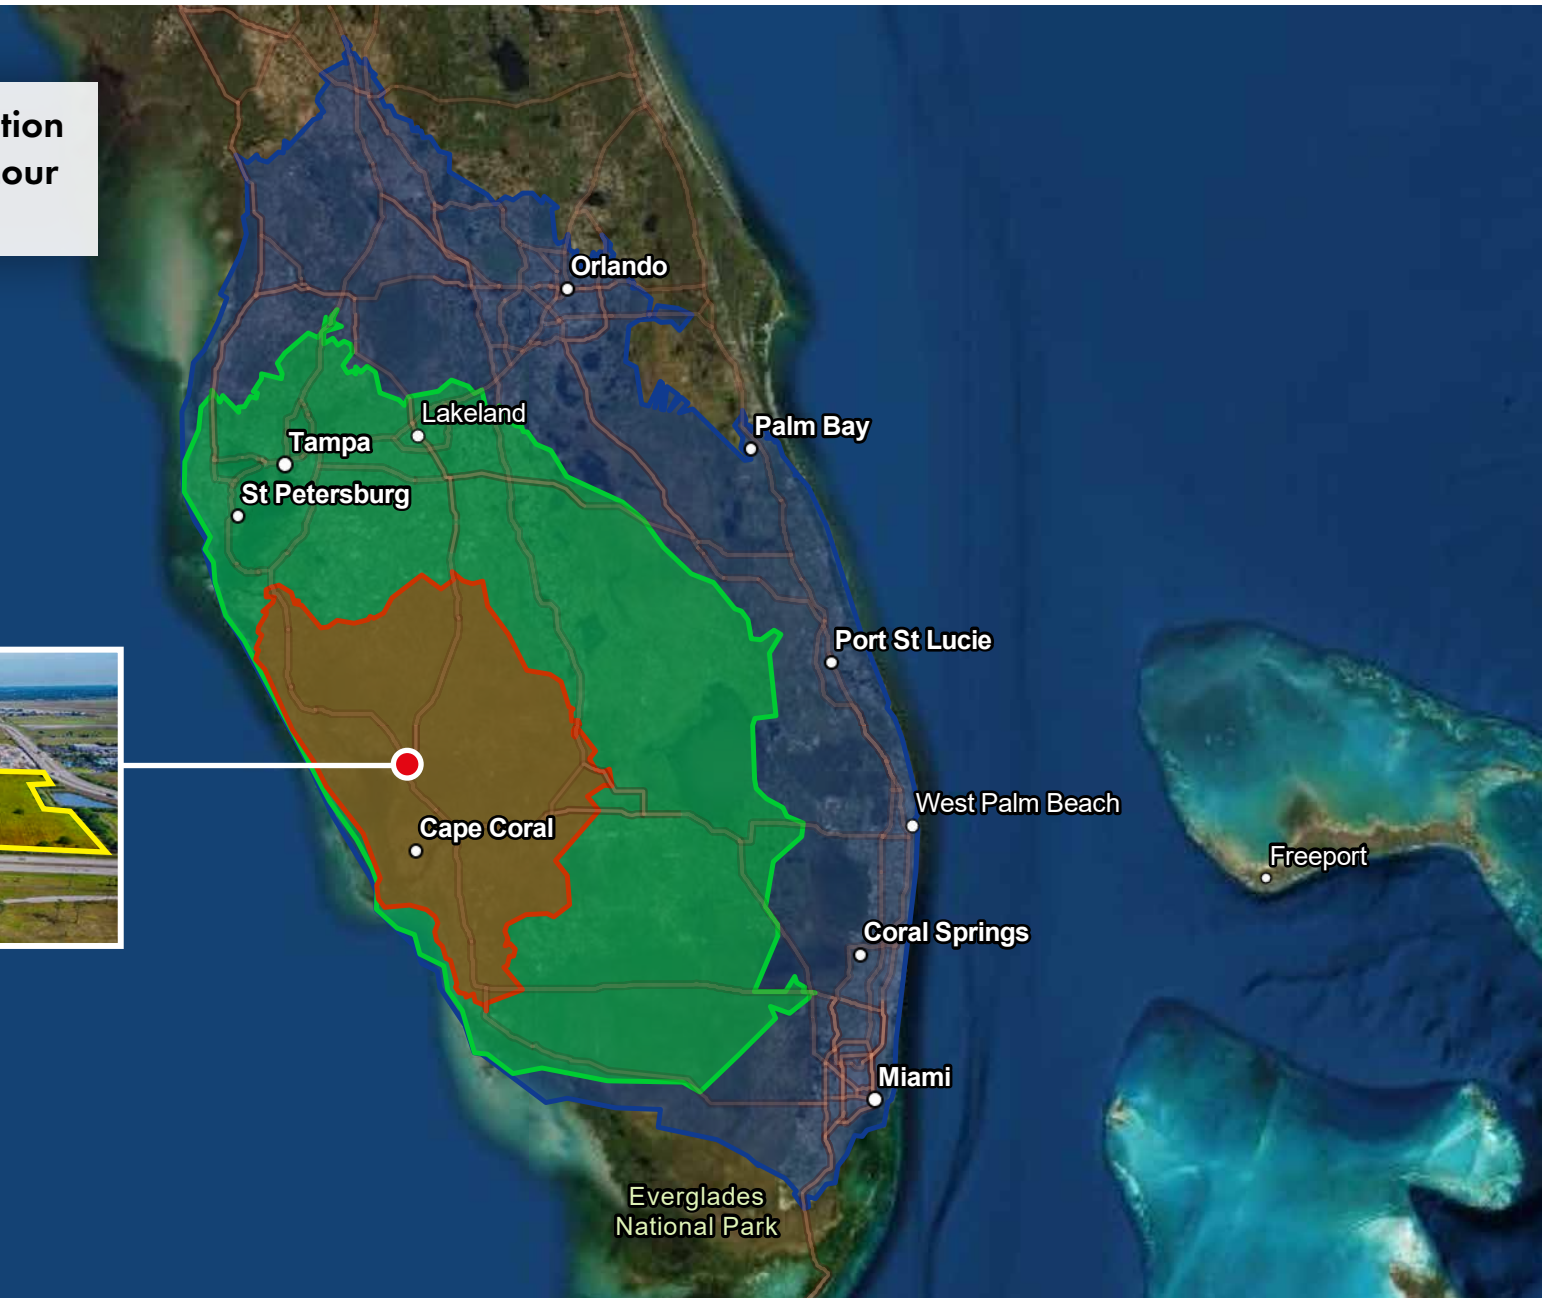 tion
our
Orlando
Lakeland
Palm Bay
Tampa
St Petersburg
Port St Lucie
West Palm Beach
Cape Coral
Freeport
Coral Springs
Miami
Everglades
National Park